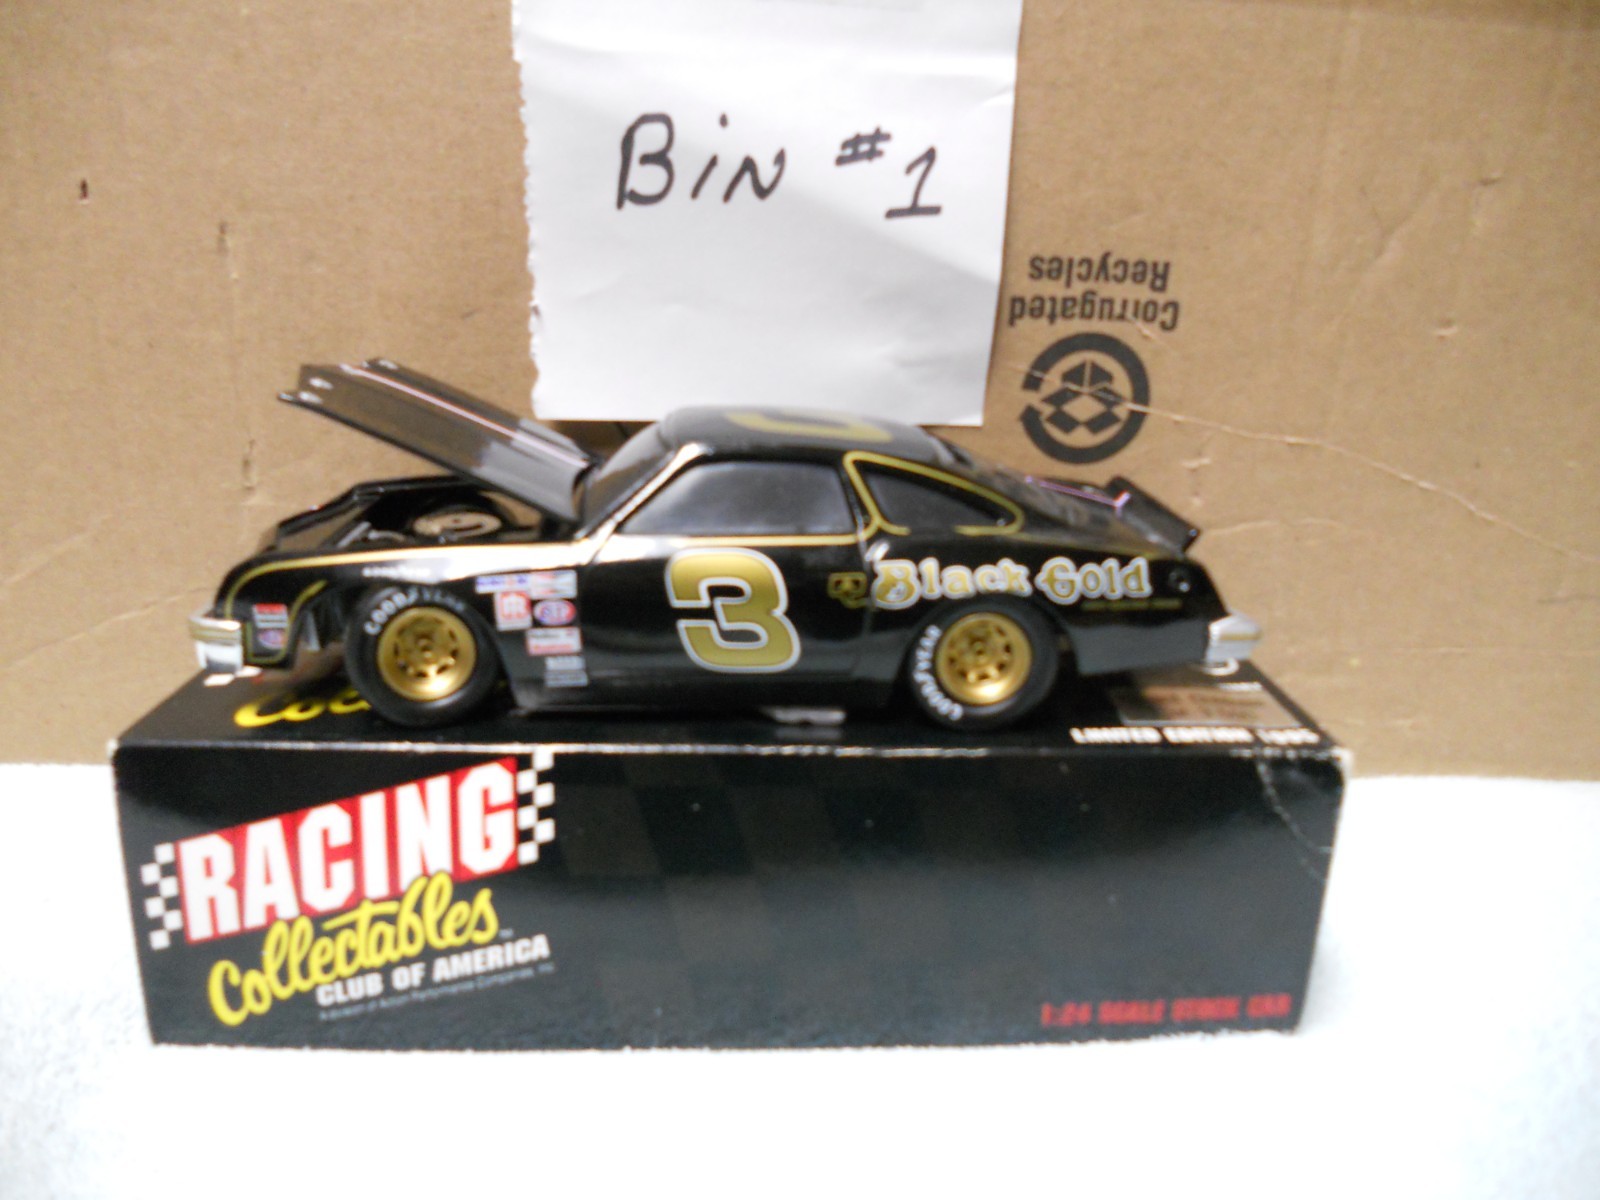 Bin #1
Corrugated
Recycles
3
Black Gold
GOODYEAR
GOODYEAR
STP
LIMITED EDITION
RACING
Collectables
CLUB OF AMERICA
1:24 SCALE STOCK CAR